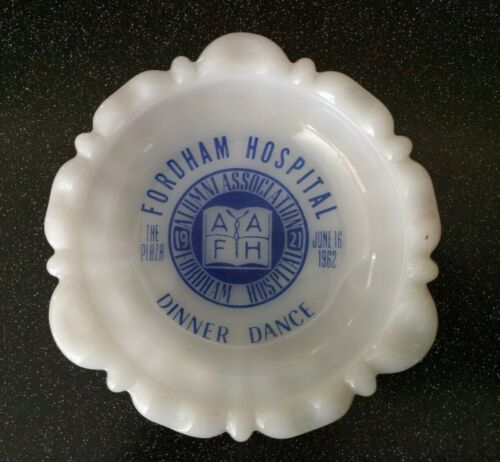 FORDHAM HOSPITAL
THE PLAZA
JUNE 16 1962
ALUMNI ASSOCIATION
FORDHAM HOSPITAL
A A
F H
DINNER DANCE